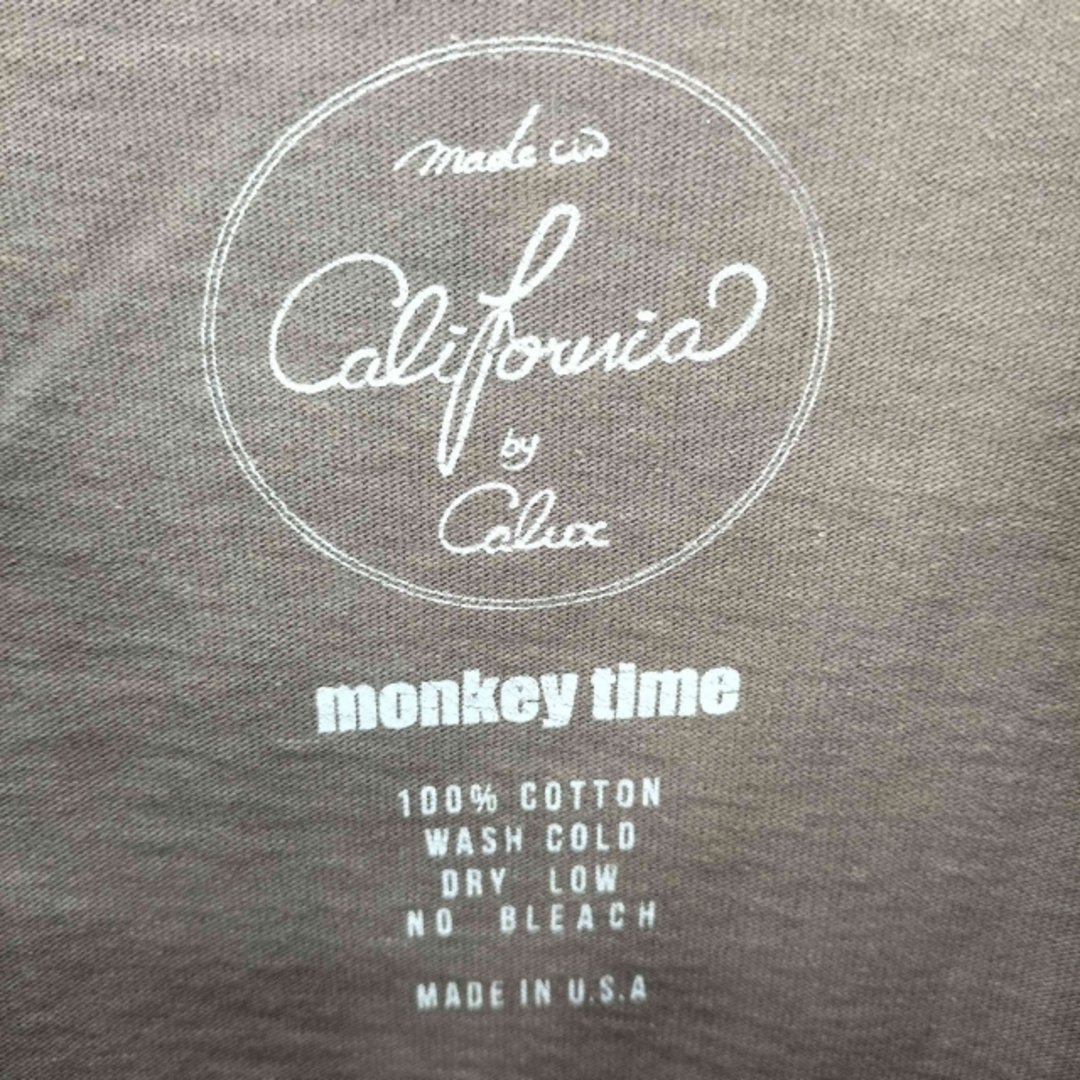 made in
California
by
Calux
monkey time
100% COTTON
WASH COLD
DRY LOW
NO BLEACH
MADE IN U.S.A